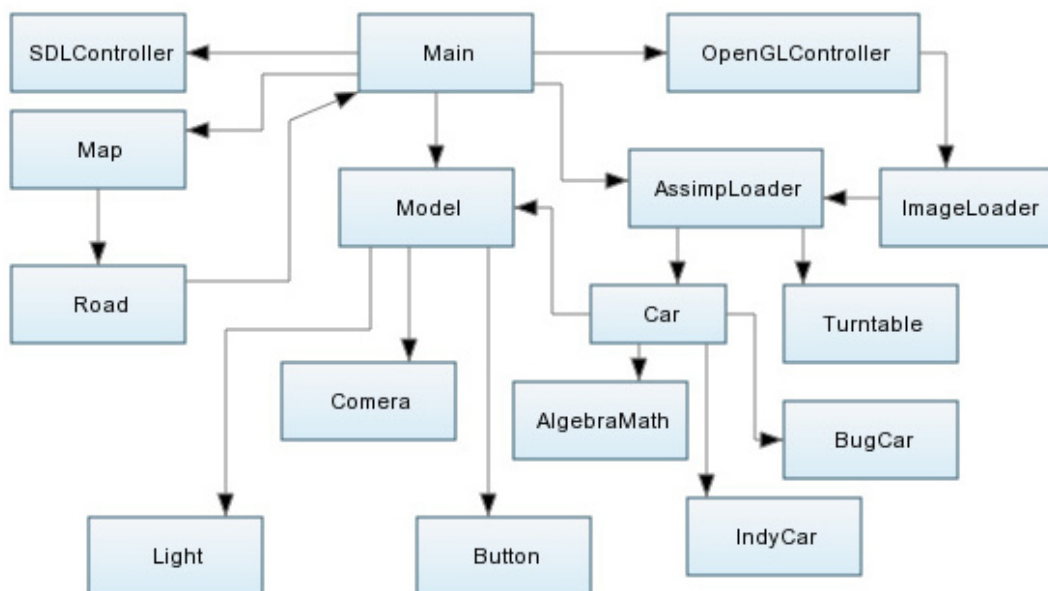 SDLController
Main
OpenGLController
Map
Model
AssimpLoader
ImageLoader
Road
Car
Turntable
Comera
AlgebraMath
BugCar
Light
Button
IndyCar